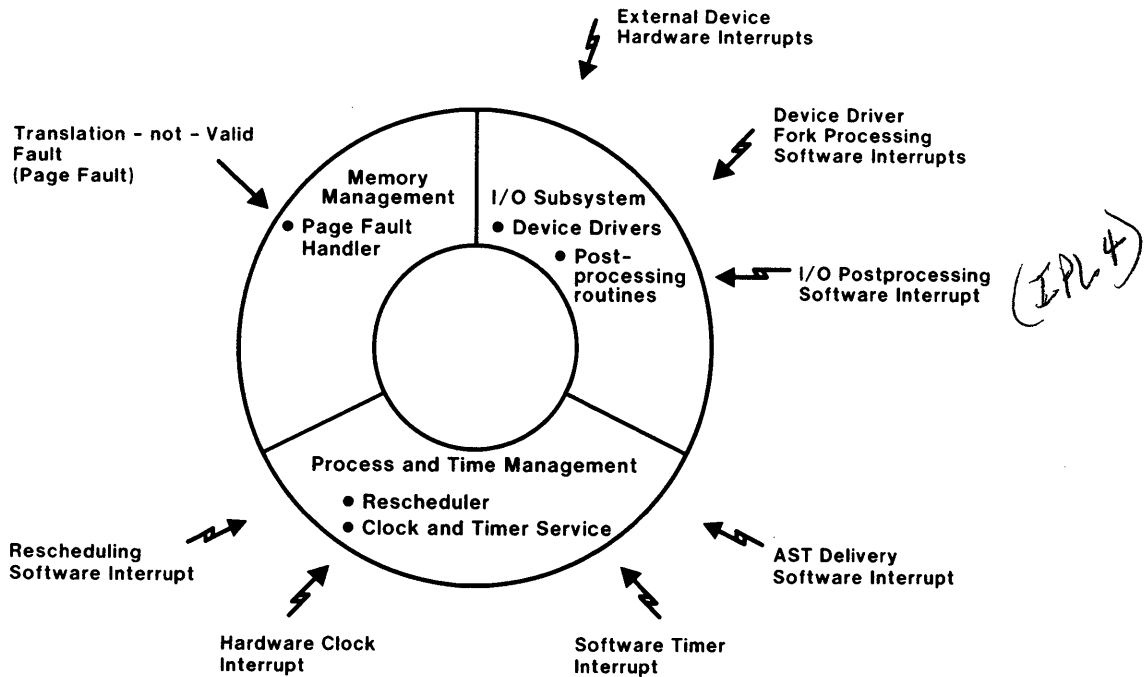 External Device
Hardware Interrupts
Translation - not - Valid
Fault
(Page Fault)
Device Driver
Fork Processing
Software Interrupts
Memory
Management
• Page Fault
Handler
I/O Subsystem
• Device Drivers
• Post-
processing
routines
I/O Postprocessing
Software Interrupt
(IPL 4)
Process and Time Management
• Rescheduler
• Clock and Timer Service
Rescheduling
Software Interrupt
AST Delivery
Software Interrupt
Hardware Clock
Interrupt
Software Timer
Interrupt